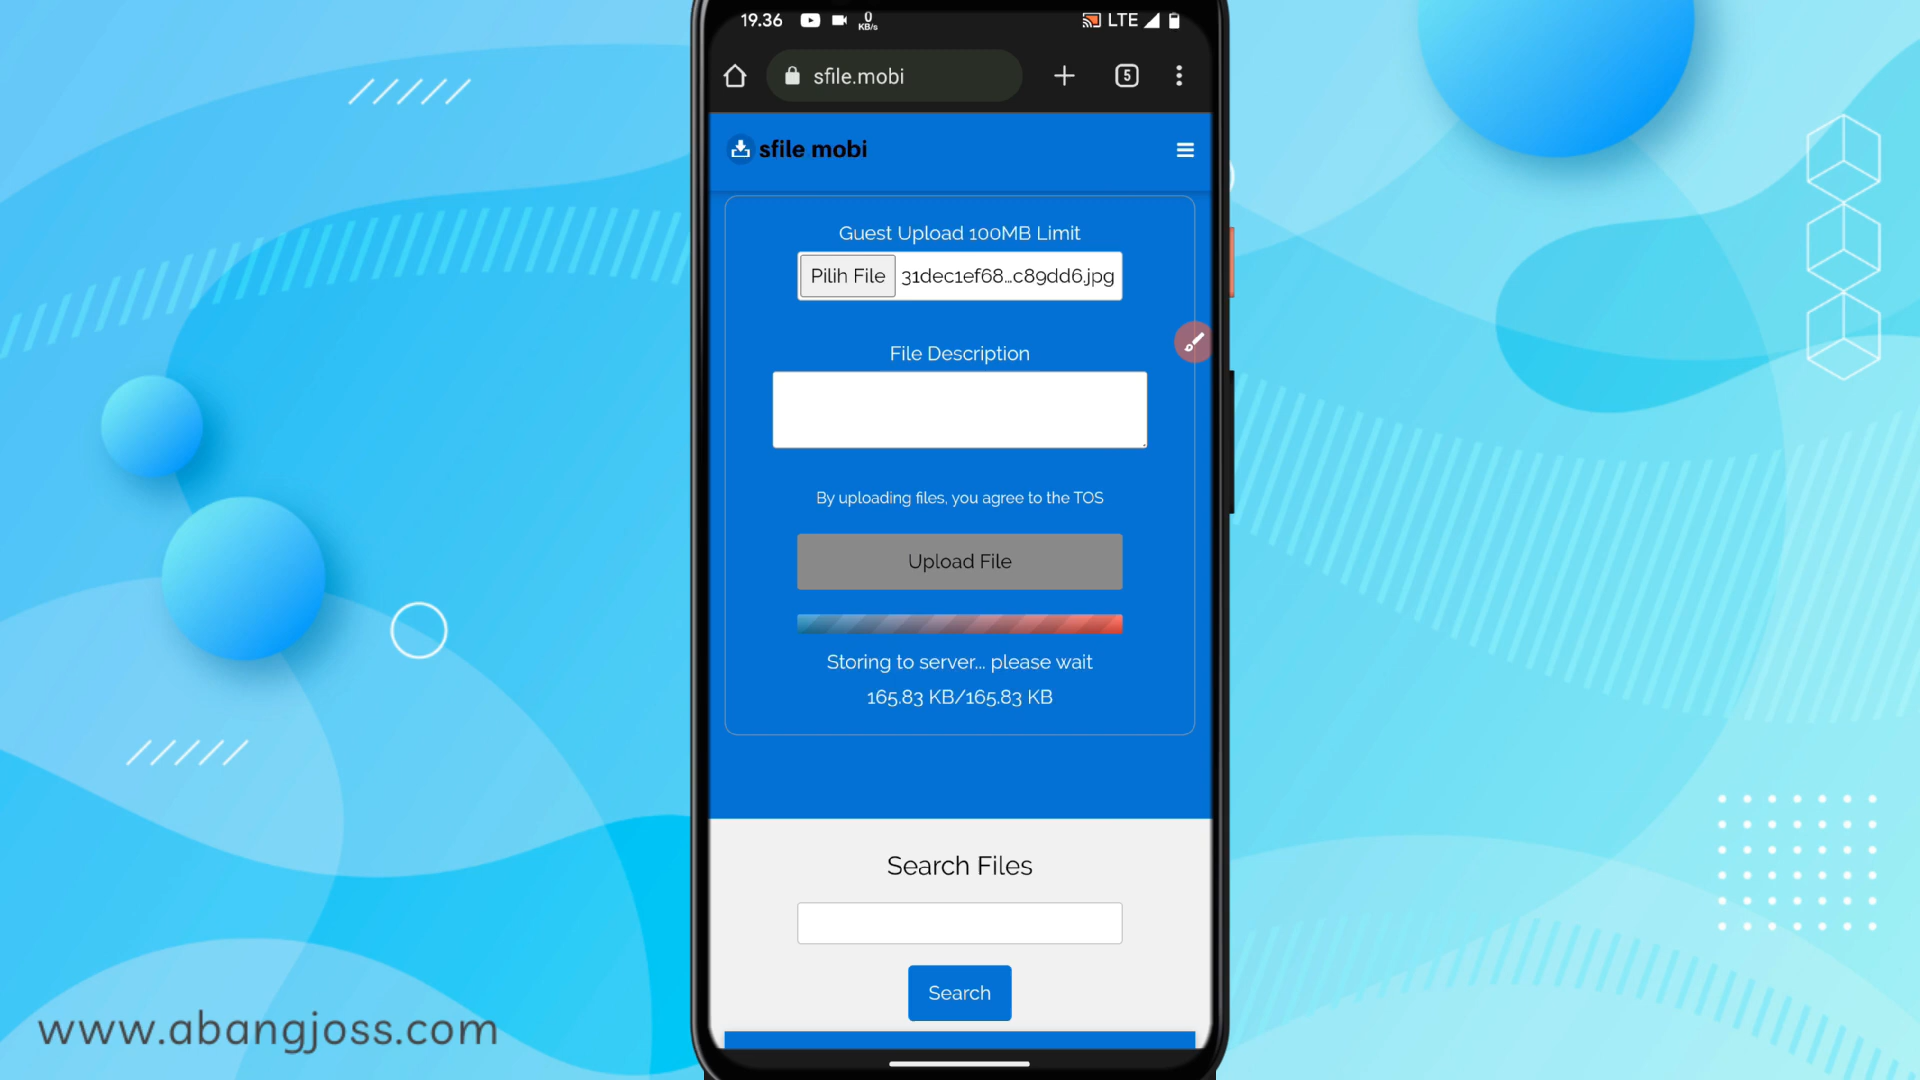 19.36 0 KB/s LTE
sfile.mobi 5
sfile mobi
Guest Upload 100MB Limit
Pilih File 31dec1ef68...c89dd6.jpg
File Description
By uploading files, you agree to the TOS
Upload File
Storing to server... please wait
165.83 KB/165.83 KB
Search Files
Search
www.abangjoss.com